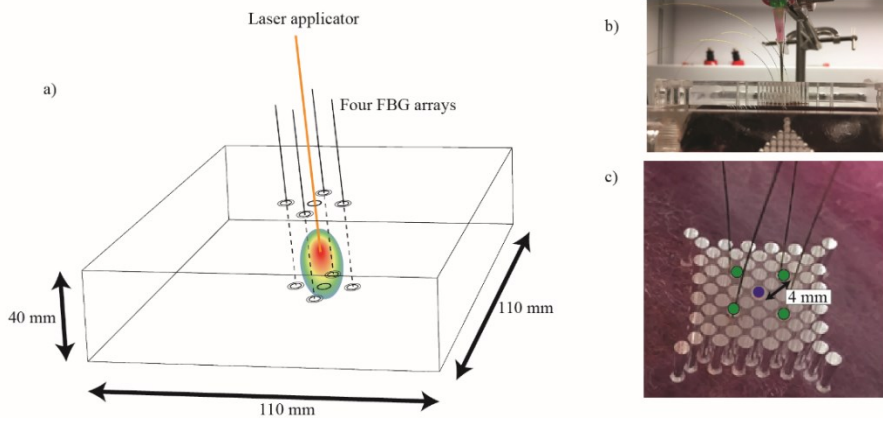 Laser applicator
a)
Four FBG arrays
40 mm
110 mm
110 mm
b)
c)
4 mm